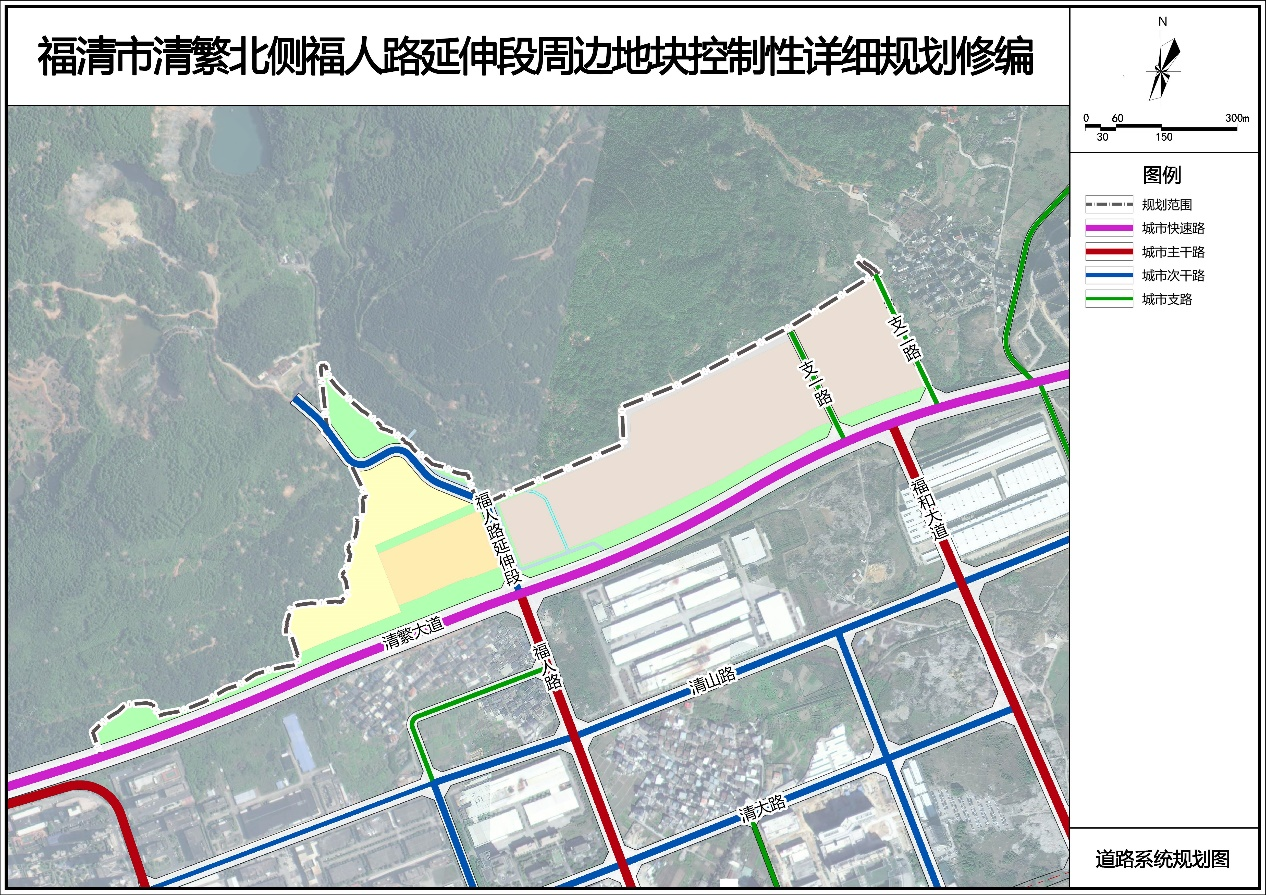 福清市清繁北侧福人路延伸段周边地块控制性详细规划修编
N
0 60 300m
30 150
图例
规划范围
城市快速路
城市主干路
城市次干路
城市支路
支二路
支一路
福人路延伸段
福和大道
清繁大道
福人路
清山路
清大路
道路系统规划图